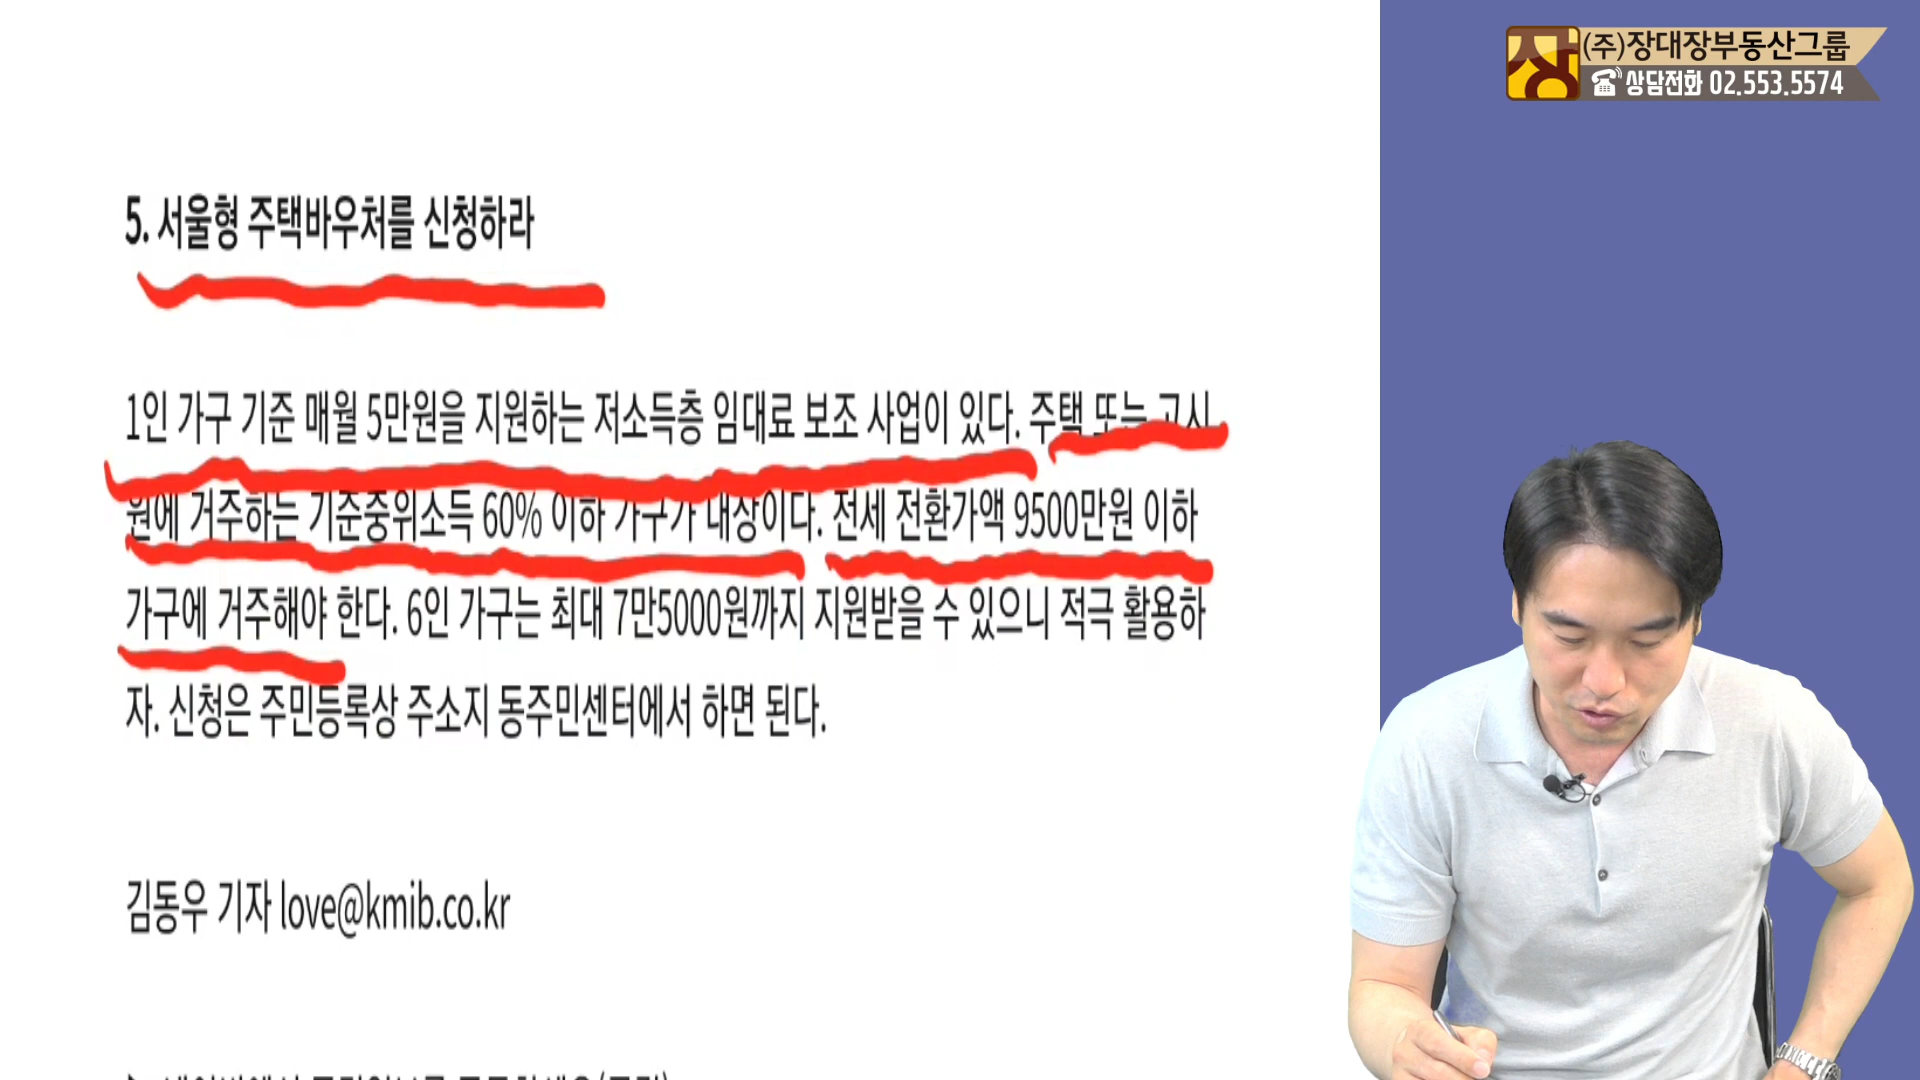 (주)장대장부동산그룹
상담전화 02.553.5574
5. 서울형 주택바우처를 신청하라
1인 가구 기준 매월 5만원을 지원하는 저소득층 임대료 보조 사업이 있다. 주택 또는 고시
원에 거주하는 기준중위소득 60% 이하 가구가 대상이다. 전세 전환가액 9500만원 이하
가구에 거주해야 한다. 6인 가구는 최대 7만5000원까지 지원받을 수 있으니 적극 활용하
자. 신청은 주민등록상 주소지 동주민센터에서 하면 된다.
김동우 기자 love@kmib.co.kr